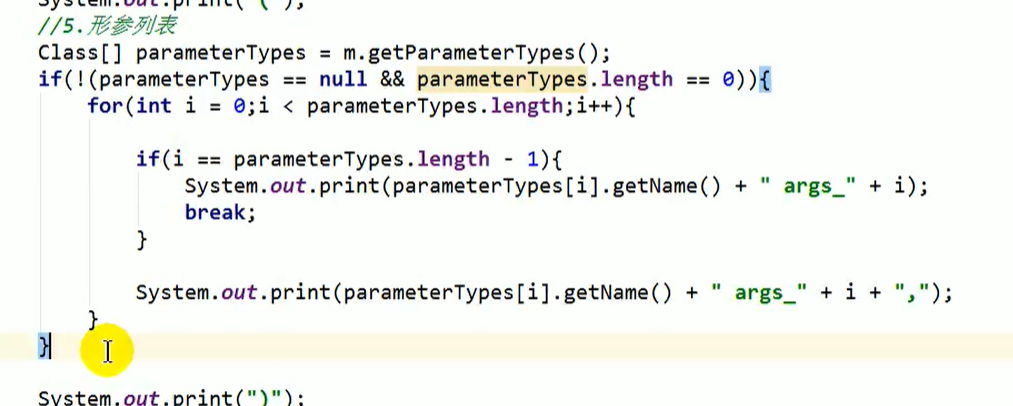 System.out.print("(");
//5.形参列表
Class[] parameterTypes = m.getParameterTypes();
if(!(parameterTypes == null && parameterTypes.length == 0)){
for(int i = 0;i < parameterTypes.length;i++){
if(i == parameterTypes.length - 1){
System.out.print(parameterTypes[i].getName() + " args_" + i);
break;
}
System.out.print(parameterTypes[i].getName() + " args_" + i + ",");
}
}
System.out.print(")");